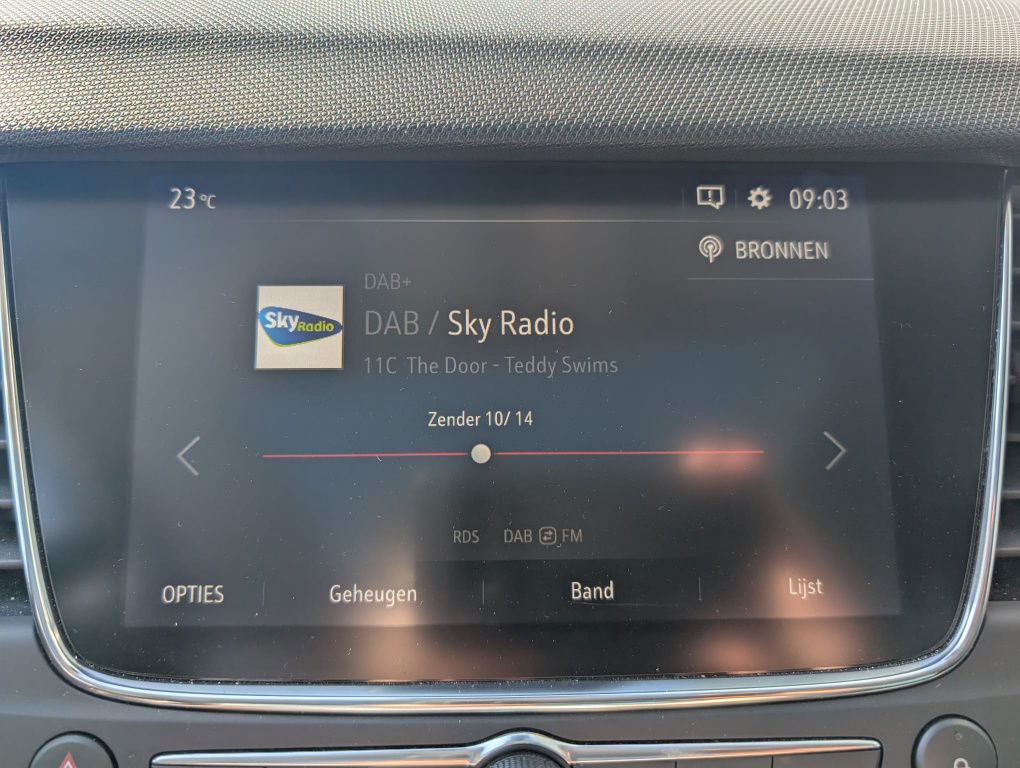 23°C 09:03
BRONNEN
DAB+
Sky Radio
DAB / Sky Radio
11C The Door - Teddy Swims
Zender 10/ 14
RDS DAB FM
OPTIES Geheugen Band Lijst